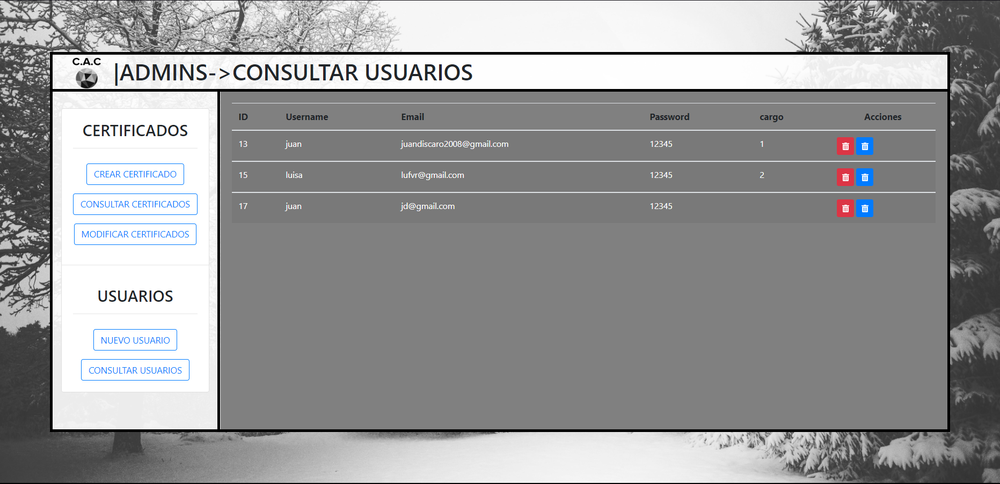 C.A.C
|ADMINS->CONSULTAR USUARIOS
CERTIFICADOS
CREAR CERTIFICADO
CONSULTAR CERTIFICADOS
MODIFICAR CERTIFICADOS
USUARIOS
NUEVO USUARIO
CONSULTAR USUARIOS
ID Username Email Password cargo Acciones
13 juan juandiscaro2008@gmail.com 12345 1
15 luisa lufvr@gmail.com 12345 2
17 juan jd@gmail.com 12345